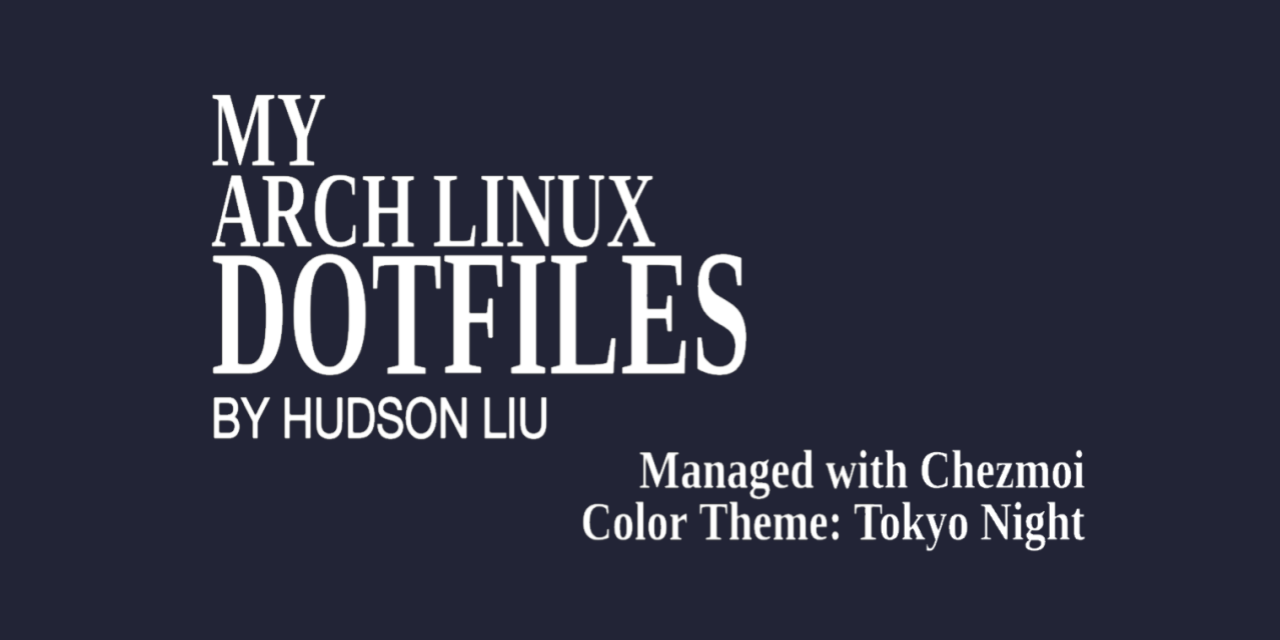 MY
ARCH LINUX
DOTFILES
BY HUDSON LIU
Managed with Chezmoi
Color Theme: Tokyo Night